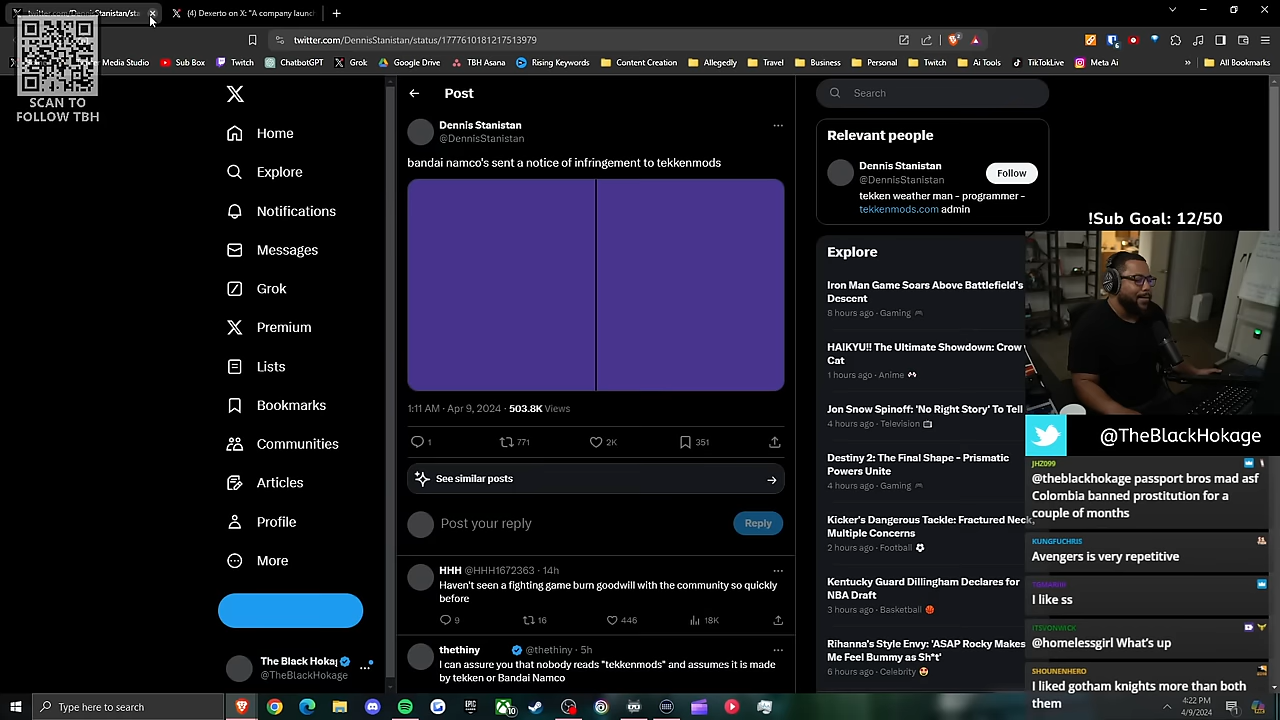 twitter.com/DennisStanistan/sta
(4) Dexerto on X: "A company launch
twitter.com/DennisStanistan/status/1777610181217513979
Media Studio
Sub Box
Twitch
ChatbotGPT
Grok
Google Drive
TBH Asana
Rising Keywords
Content Creation
Allegedly
Travel
Business
Personal
Twitch
Ai Tools
TikTokLive
Meta Ai
All Bookmarks
SCAN TO
FOLLOW TBH
Home
Explore
Notifications
Messages
Grok
Premium
Lists
Bookmarks
Communities
Articles
Profile
More
The Black Hokag
@TheBlackHokage
Post
Dennis Stanistan
@DennisStanistan
bandai namco's sent a notice of infringement to tekkenmods
1:11 AM · Apr 9, 2024 · 503.8K Views
1
771
2K
351
See similar posts
Post your reply
Reply
HHH @HHH1672363 · 14h
Haven't seen a fighting game burn goodwill with the community so quickly
before
9
16
446
18K
thethiny @thethiny · 5h
I can assure you that nobody reads "tekkenmods" and assumes it is made
by tekken or Bandai Namco
Search
Relevant people
Dennis Stanistan
@DennisStanistan
Follow
tekken weather man - programmer -
tekkenmods.com admin
Explore
Iron Man Game Soars Above Battlefield's
Descent
8 hours ago · Gaming
HAIKYU!! The Ultimate Showdown: Crow
Cat
1 hours ago · Anime
Jon Snow Spinoff: 'No Right Story' To Tell
4 hours ago · Television
Destiny 2: The Final Shape - Prismatic
Powers Unite
4 hours ago · Gaming
Kicker's Dangerous Tackle: Fractured Neck,
Multiple Concerns
2 hours ago · Football
Kentucky Guard Dillingham Declares for
NBA Draft
3 hours ago · Basketball
Rihanna's Style Envy: 'ASAP Rocky Makes
Me Feel Bummy as Sh*t'
6 hours ago · Celebrity
!Sub Goal: 12/50
@TheBlackHokage
JHZ099
@theblackhokage passport bros mad asf
Colombia banned prostitution for a
couple of months
KUNGFUCHRIS
Avengers is very repetitive
I like ss
ITSVONWICK
@homelessgirl What's up
SHOUNENHERO
I liked gotham knights more than both
them
Type here to search
4:22 PM
4/9/2024